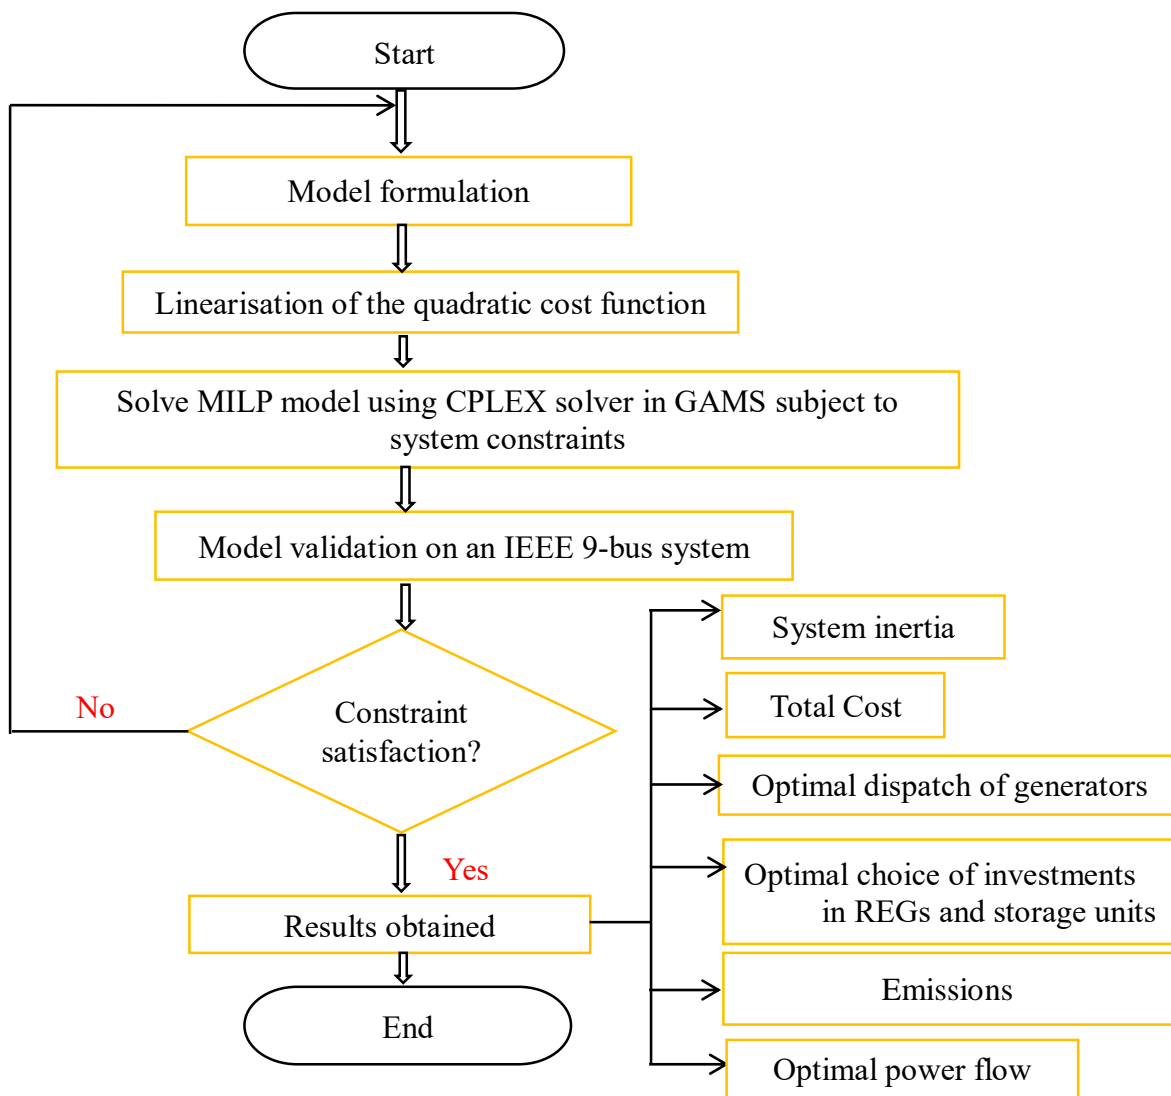 Start
Model formulation
Linearisation of the quadratic cost function
Solve MILP model using CPLEX solver in GAMS subject to
system constraints
Model validation on an IEEE 9-bus system
Constraint
satisfaction?
No
Yes
Results obtained
End
System inertia
Total Cost
Optimal dispatch of generators
Optimal choice of investments
in REGs and storage units
Emissions
Optimal power flow